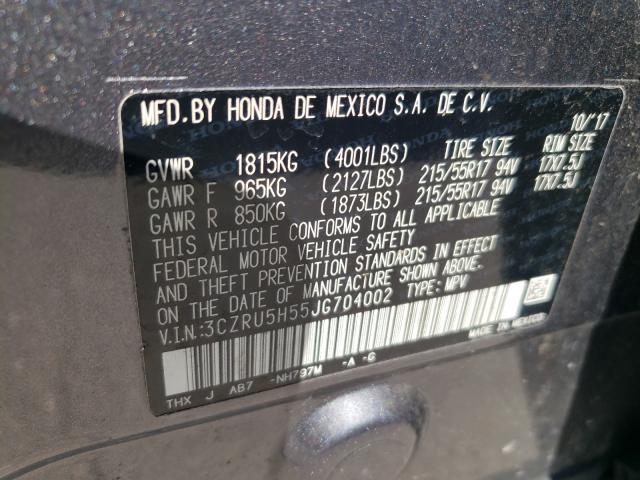 MFD.BY HONDA DE MEXICO S.A. DE C.V.
10/17
GVWR 1815KG (4001LBS) TIRE SIZE RIM SIZE
GAWR F 965KG (2127LBS) 215/55R17 94V 17X7.5J
GAWR R 850KG (1873LBS) 215/55R17 94V 17X7.5J
THIS VEHICLE CONFORMS TO ALL APPLICABLE
FEDERAL MOTOR VEHICLE SAFETY
AND THEFT PREVENTION STANDARDS IN EFFECT
ON THE DATE OF MANUFACTURE SHOWN ABOVE.
V.I.N:3CZRU5H55JG704002 TYPE: MPV
THX J AB7 -NH797M -A -G
MADE IN MEXICO